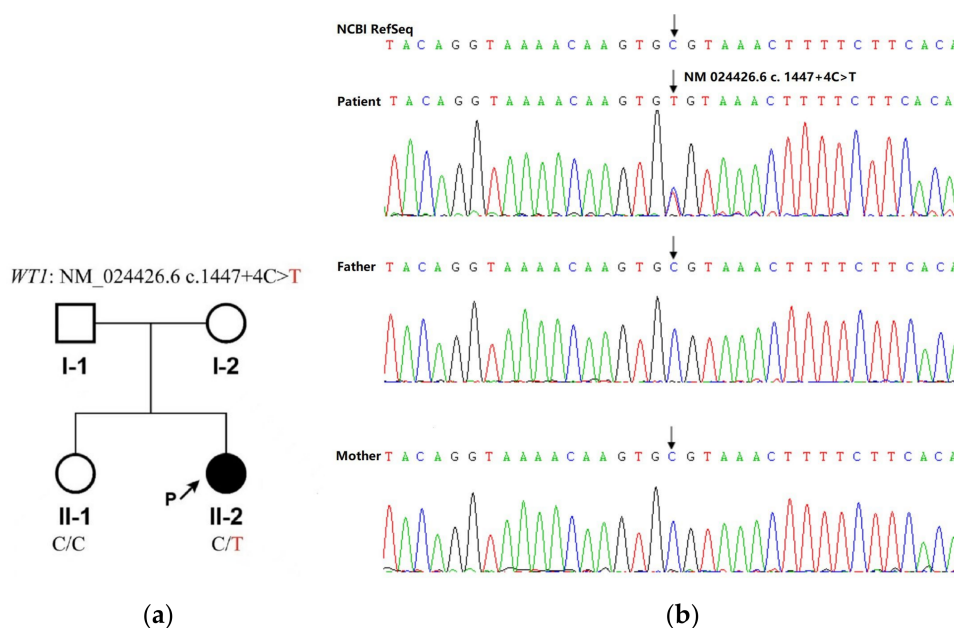 WT1: NM_024426.6 c.1447+4C>T
I-1 I-2
P
II-1 II-2
C/C C/T
(a)
NCBI RefSeq
T A C A G G T A A A A C A A G T G C G T A A A C T T T T C T T C A C A
NM 024426.6 c. 1447+4C>T
Patient T A C A G G T A A A A C A A G T G T G T A A A C T T T T C T T C A C A
Father T A C A G G T A A A A C A A G T G C G T A A A C T T T T C T T C A C A
Mother T A C A G G T A A A A C A A G T G C G T A A A C T T T T C T T C A C A
(b)